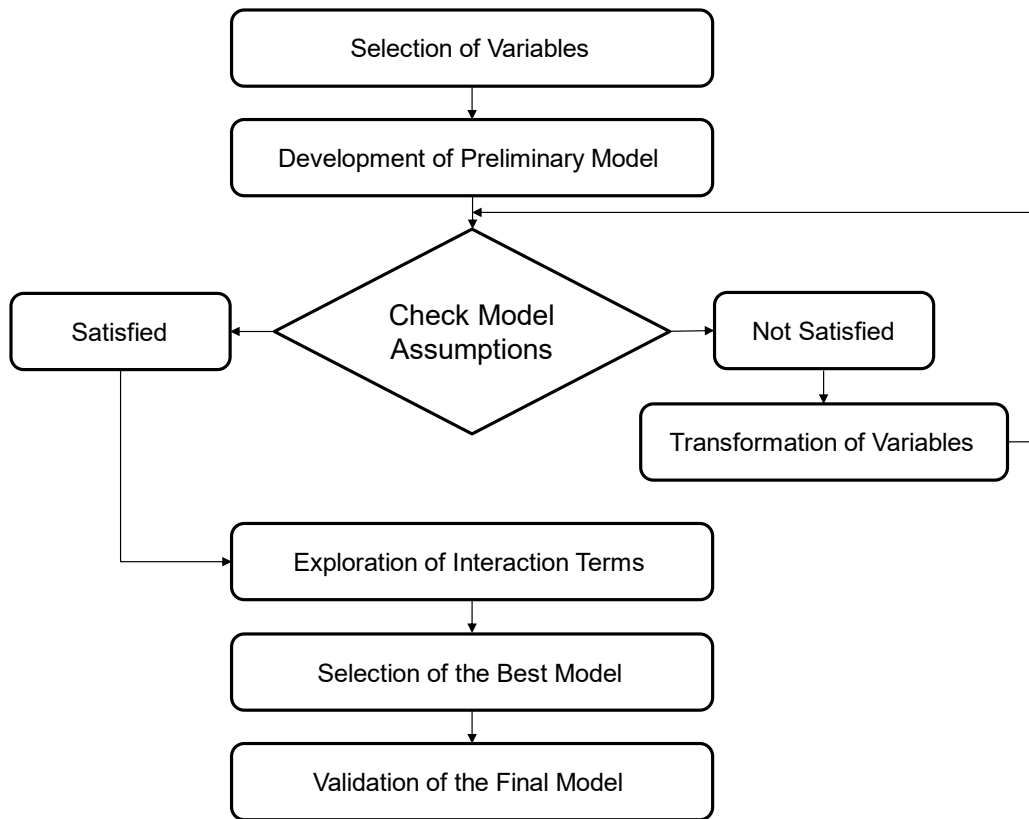 Selection of Variables
Development of Preliminary Model
Check Model
Assumptions
Satisfied
Not Satisfied
Transformation of Variables
Exploration of Interaction Terms
Selection of the Best Model
Validation of the Final Model